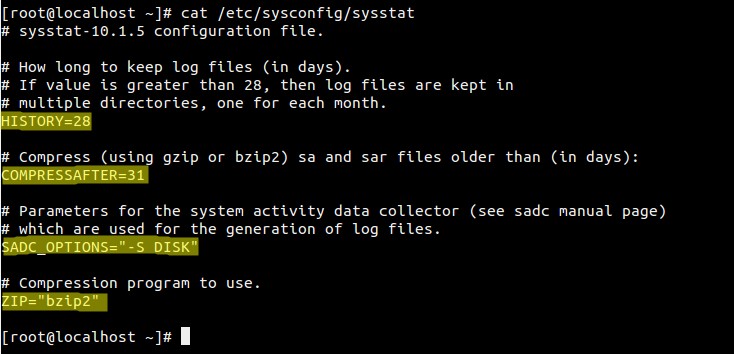 [root@localhost ~]# cat /etc/sysconfig/sysstat
# sysstat-10.1.5 configuration file.
# How long to keep log files (in days).
# If value is greater than 28, then log files are kept in
# multiple directories, one for each month.
HISTORY=28
# Compress (using gzip or bzip2) sa and sar files older than (in days):
COMPRESSAFTER=31
# Parameters for the system activity data collector (see sadc manual page)
# which are used for the generation of log files.
SADC_OPTIONS="-S DISK"
# Compression program to use.
ZIP="bzip2"
[root@localhost ~]#